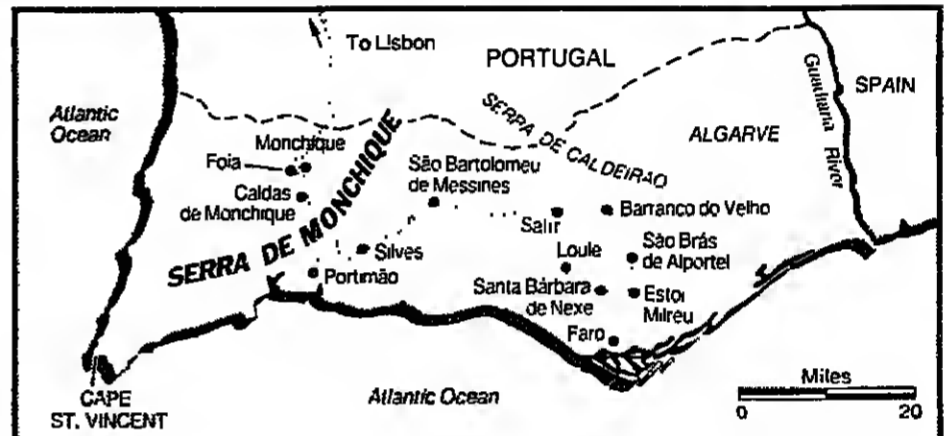 To Lisbon
PORTUGAL
SPAIN
Guadiana River
Atlantic
Ocean
SERRA DE CALDEIRAO
ALGARVE
Monchique
Foia
Caldas
de Monchique
SERRA DE MONCHIQUE
São Bartolomeu
de Messines
Salir
Barranco do Velho
Silves
Loule
São Brás
de Alportel
Portimão
Santa Bárbara
de Nexe
Estoi
Milreu
Faro
CAPE
ST. VINCENT
Atlantic Ocean
Miles
0 20